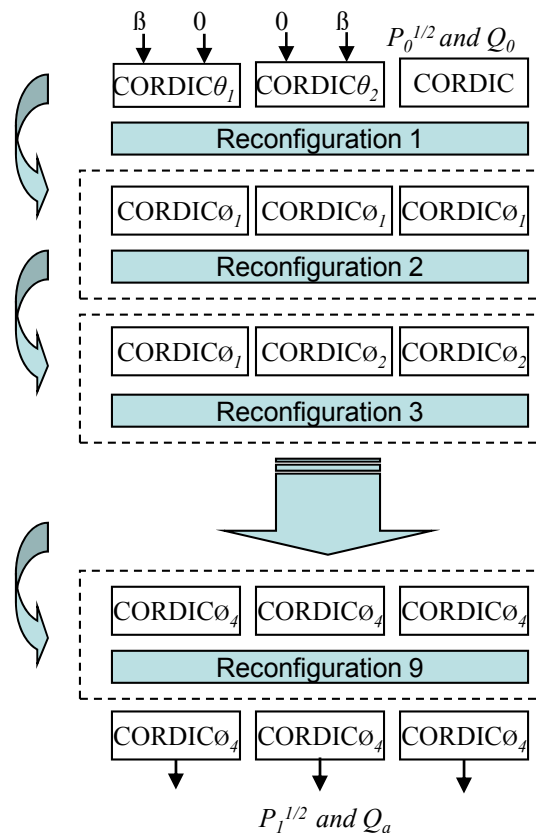 ß 0 0 ß P₀^1/2 and Q₀
CORDICθ₁ CORDICθ₂ CORDIC
Reconfiguration 1
CORDICø₁ CORDICø₁ CORDICø₁
Reconfiguration 2
CORDICø₁ CORDICø₂ CORDICø₂
Reconfiguration 3
CORDICø₄ CORDICø₄ CORDICø₄
Reconfiguration 9
CORDICø₄ CORDICø₄ CORDICø₄
P₁^1/2 and Qₐ